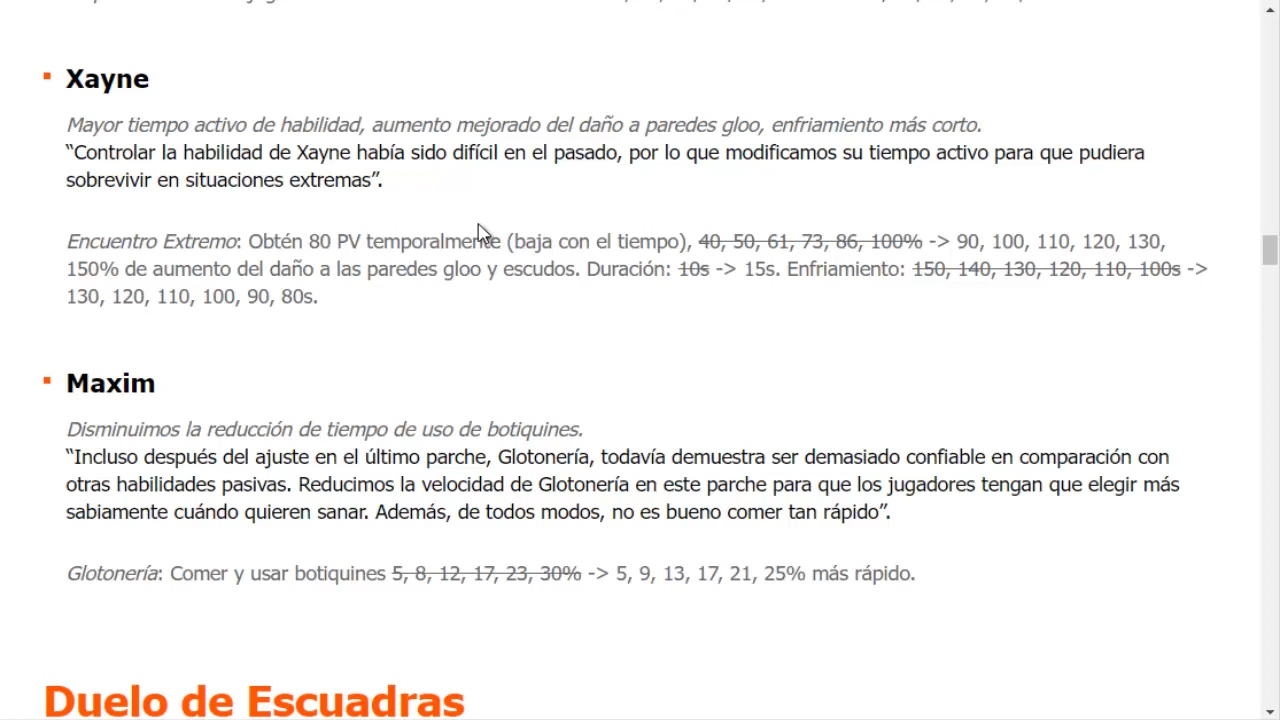 Xayne
Mayor tiempo activo de habilidad, aumento mejorado del daño a paredes gloo, enfriamiento más corto.
“Controlar la habilidad de Xayne había sido difícil en el pasado, por lo que modificamos su tiempo activo para que pudiera
sobrevivir en situaciones extremas”.
Encuentro Extremo: Obtén 80 PV temporalmente (baja con el tiempo), 40, 50, 61, 73, 86, 100% -> 90, 100, 110, 120, 130,
150% de aumento del daño a las paredes gloo y escudos. Duración: 10s -> 15s. Enfriamiento: 150, 140, 130, 120, 110, 100s ->
130, 120, 110, 100, 90, 80s.
Maxim
Disminuimos la reducción de tiempo de uso de botiquines.
“Incluso después del ajuste en el último parche, Glotonería, todavía demuestra ser demasiado confiable en comparación con
otras habilidades pasivas. Reducimos la velocidad de Glotonería en este parche para que los jugadores tengan que elegir más
sabiamente cuándo quieren sanar. Además, de todos modos, no es bueno comer tan rápido”.
Glotonería: Comer y usar botiquines 5, 8, 12, 17, 23, 30% -> 5, 9, 13, 17, 21, 25% más rápido.
Duelo de Escuadras